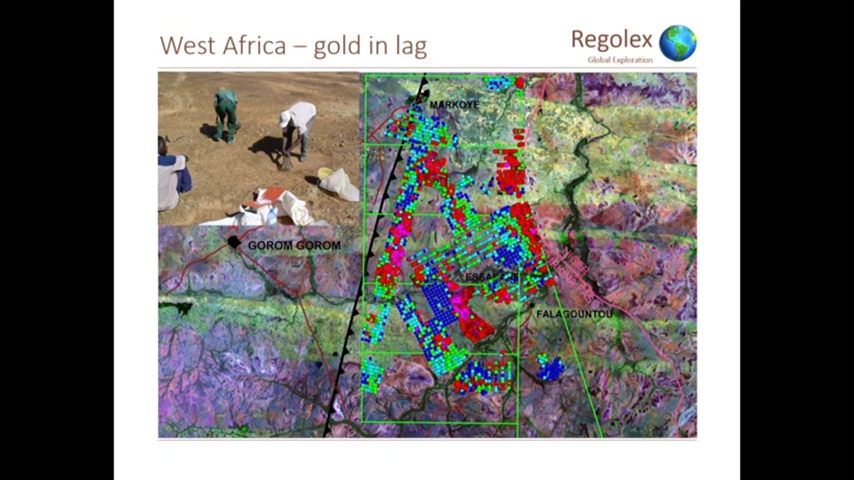 West Africa – gold in lag
Regolex
Global Exploration
MARKOYE
GOROM GOROM
FALAGOUNTOU